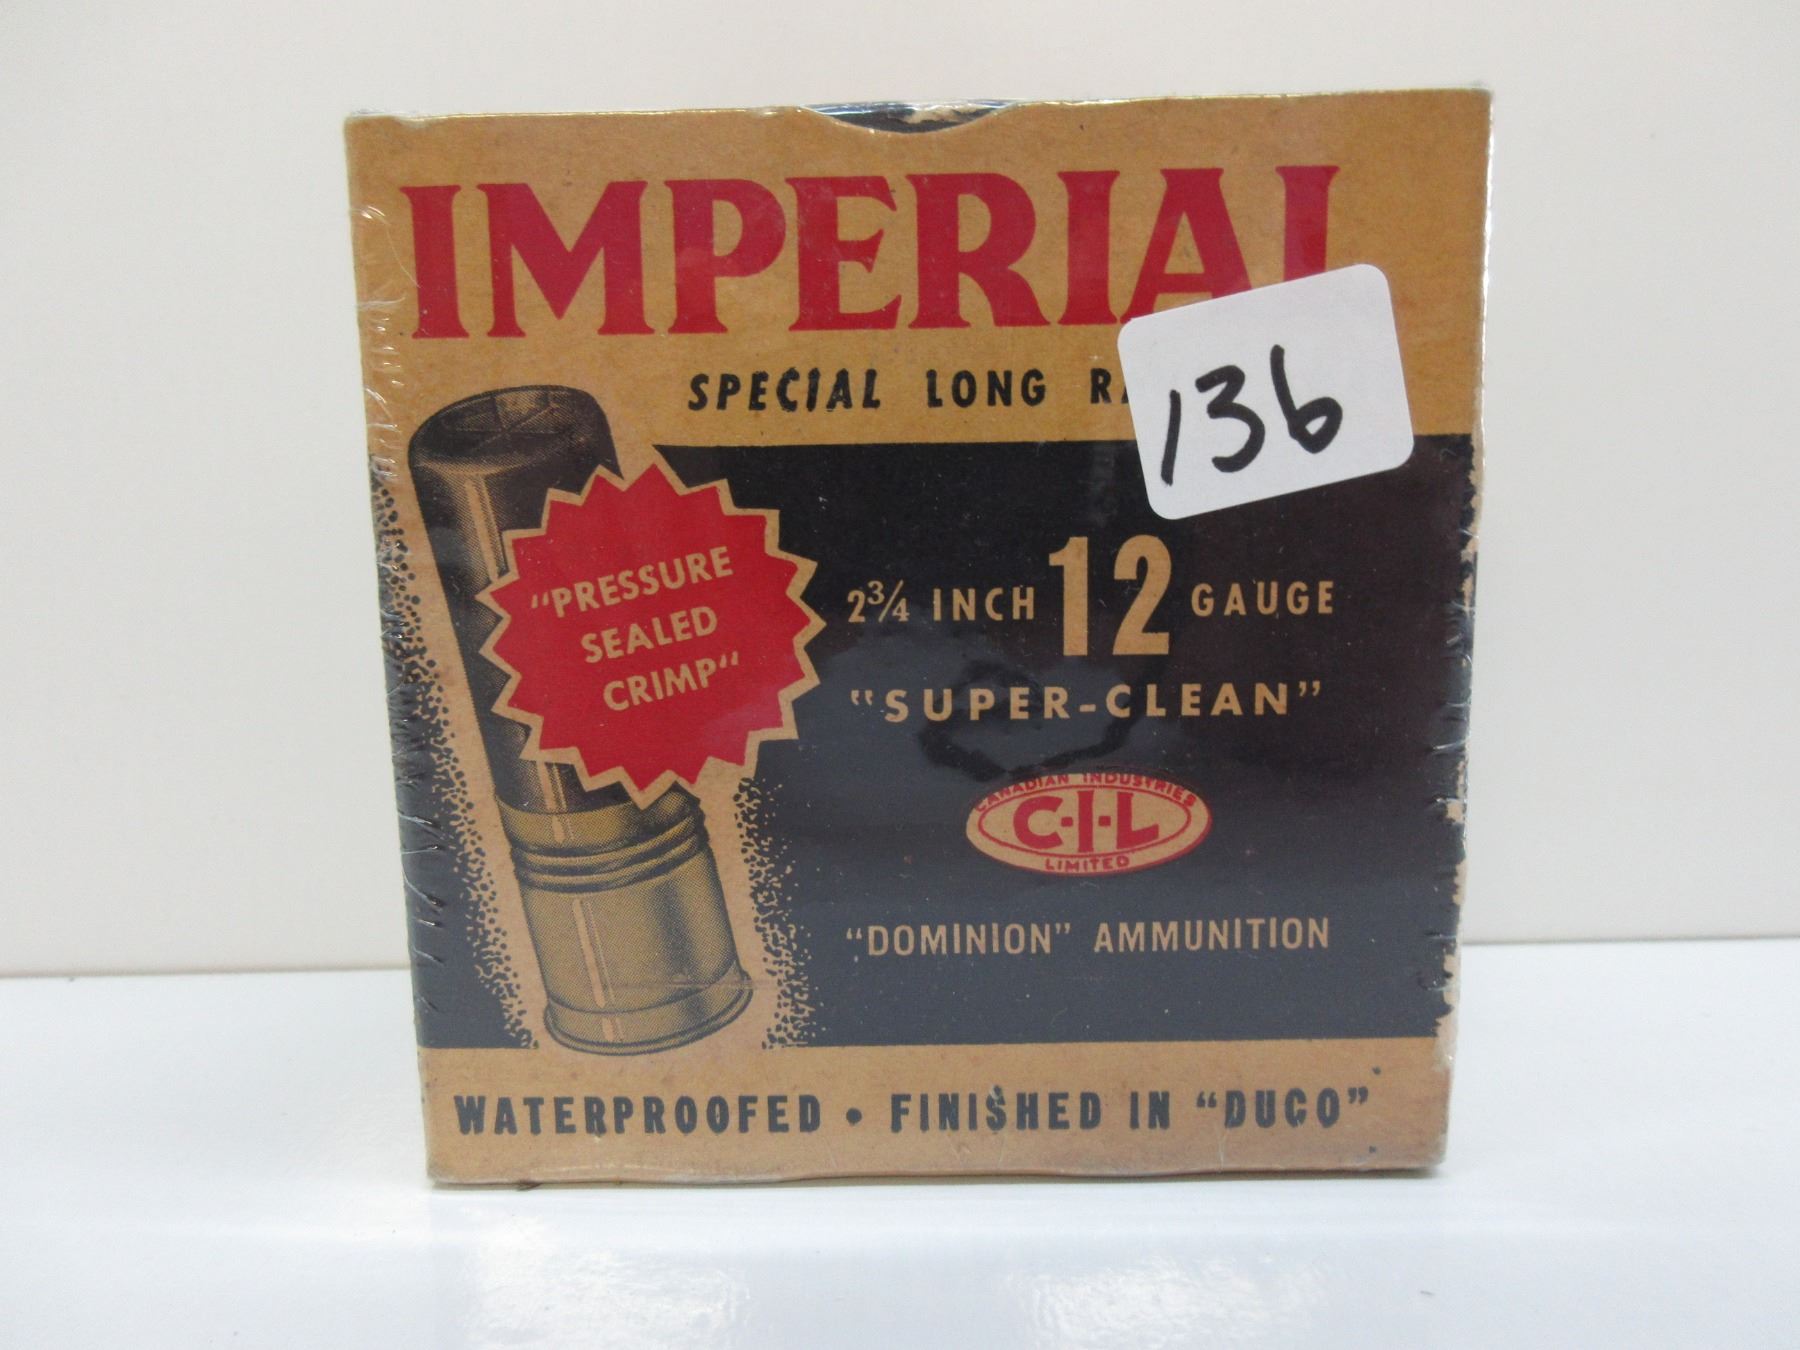 IMPERIAL
SPECIAL LONG
136
"PRESSURE
SEALED
CRIMP"
2¾ INCH 12 GAUGE
"SUPER-CLEAN"
CANADIAN INDUSTRIES
C-I-L
LIMITED
"DOMINION" AMMUNITION
WATERPROOFED • FINISHED IN "DUCO"